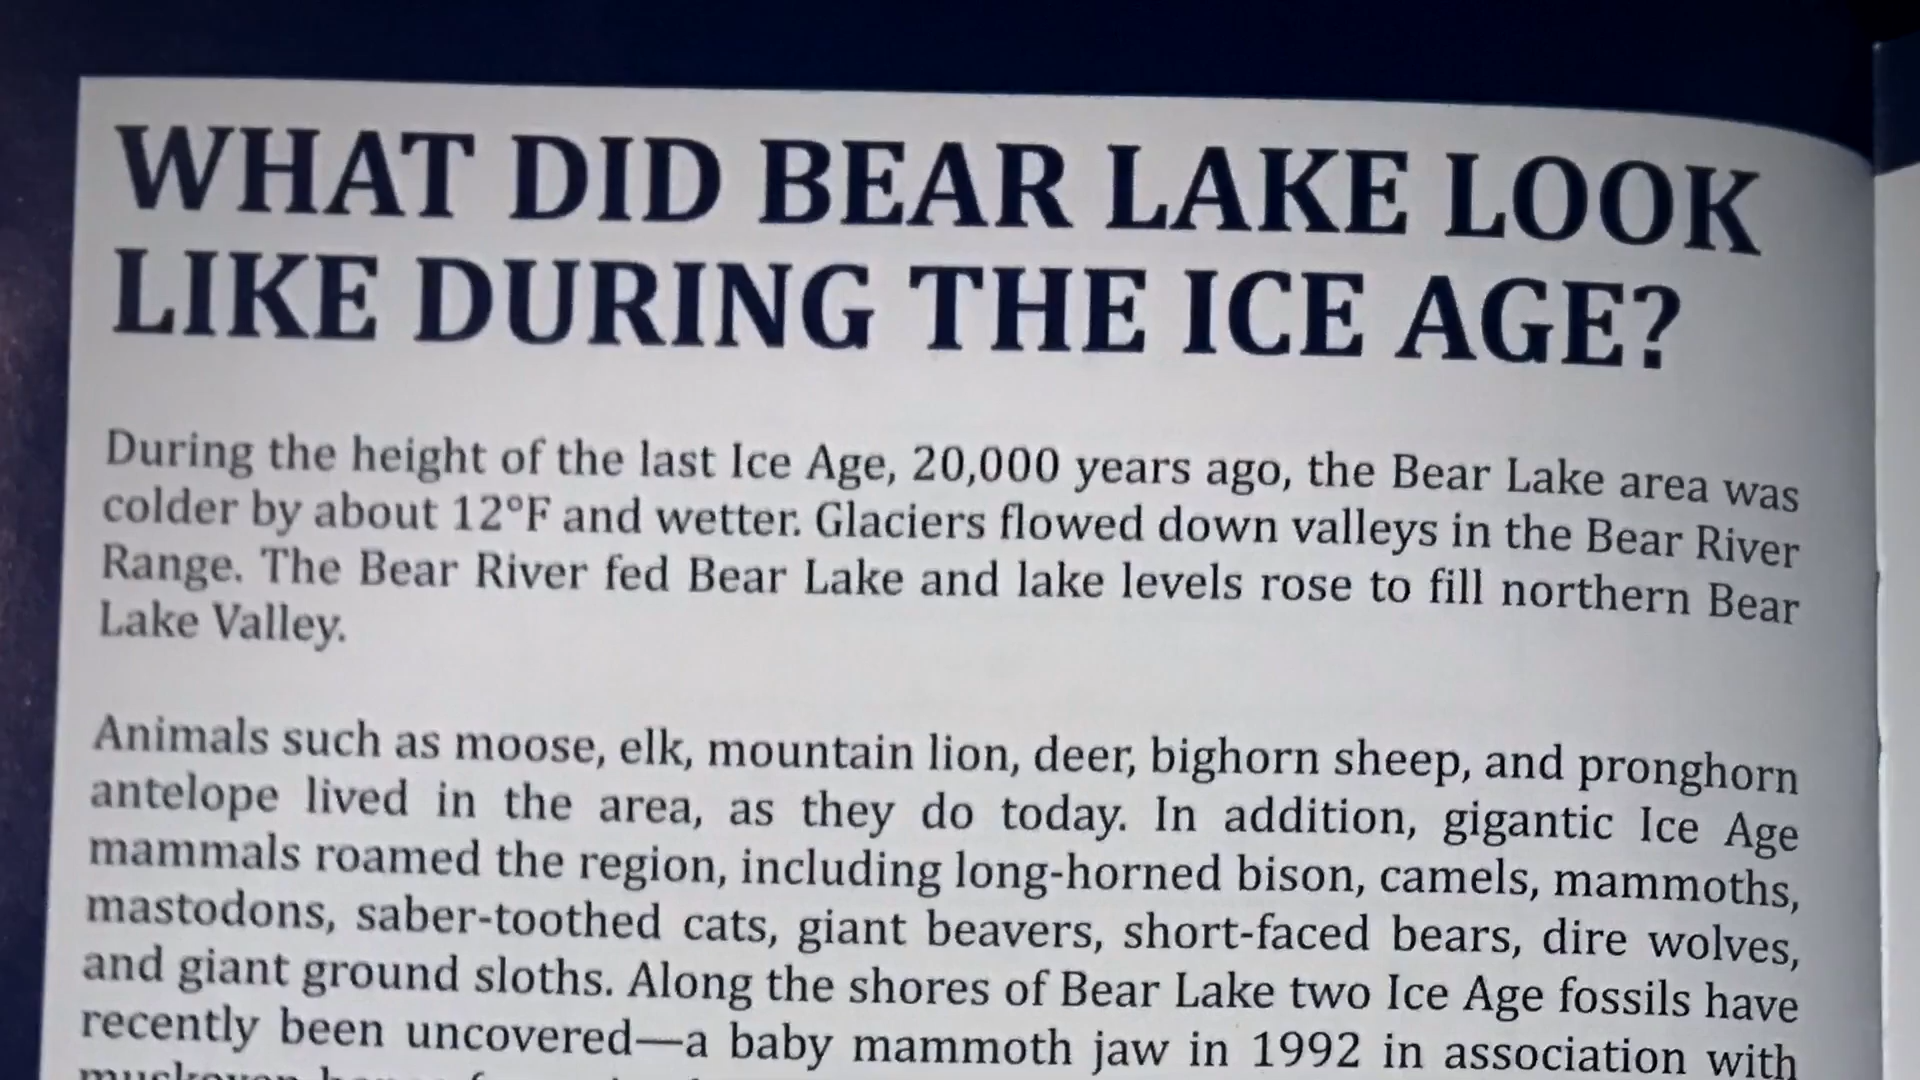 WHAT DID BEAR LAKE LOOK
LIKE DURING THE ICE AGE?
During the height of the last Ice Age, 20,000 years ago, the Bear Lake area was
colder by about 12°F and wetter. Glaciers flowed down valleys in the Bear River
Range. The Bear River fed Bear Lake and lake levels rose to fill northern Bear
Lake Valley.
Animals such as moose, elk, mountain lion, deer, bighorn sheep, and pronghorn
antelope lived in the area, as they do today. In addition, gigantic Ice Age
mammals roamed the region, including long-horned bison, camels, mammoths,
mastodons, saber-toothed cats, giant beavers, short-faced bears, dire wolves,
and giant ground sloths. Along the shores of Bear Lake two Ice Age fossils have
recently been uncovered—a baby mammoth jaw in 1992 in association with